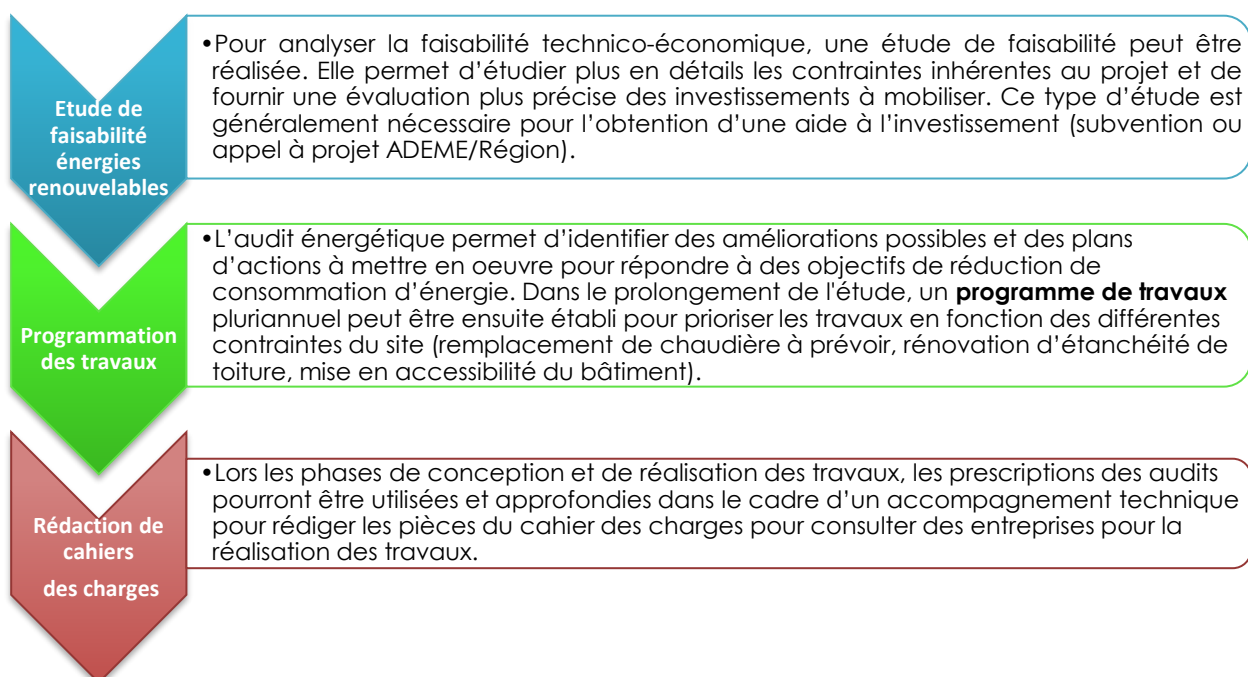 Etude de
faisabilité
énergies
renouvelables
•Pour analyser la faisabilité technico-économique, une étude de faisabilité peut être
réalisée. Elle permet d’étudier plus en détails les contraintes inhérentes au projet et de
fournir une évaluation plus précise des investissements à mobiliser. Ce type d’étude est
généralement nécessaire pour l’obtention d’une aide à l’investissement (subvention ou
appel à projet ADEME/Région).
Programmation
des travaux
•L’audit énergétique permet d’identifier des améliorations possibles et des plans
d’actions à mettre en oeuvre pour répondre à des objectifs de réduction de
consommation d’énergie. Dans le prolongement de l'étude, un programme de travaux
pluriannuel peut être ensuite établi pour prioriser les travaux en fonction des différentes
contraintes du site (remplacement de chaudière à prévoir, rénovation d’étanchéité de
toiture, mise en accessibilité du bâtiment).
Rédaction de
cahiers
des charges
•Lors les phases de conception et de réalisation des travaux, les prescriptions des audits
pourront être utilisées et approfondies dans le cadre d’un accompagnement technique
pour rédiger les pièces du cahier des charges pour consulter des entreprises pour la
réalisation des travaux.